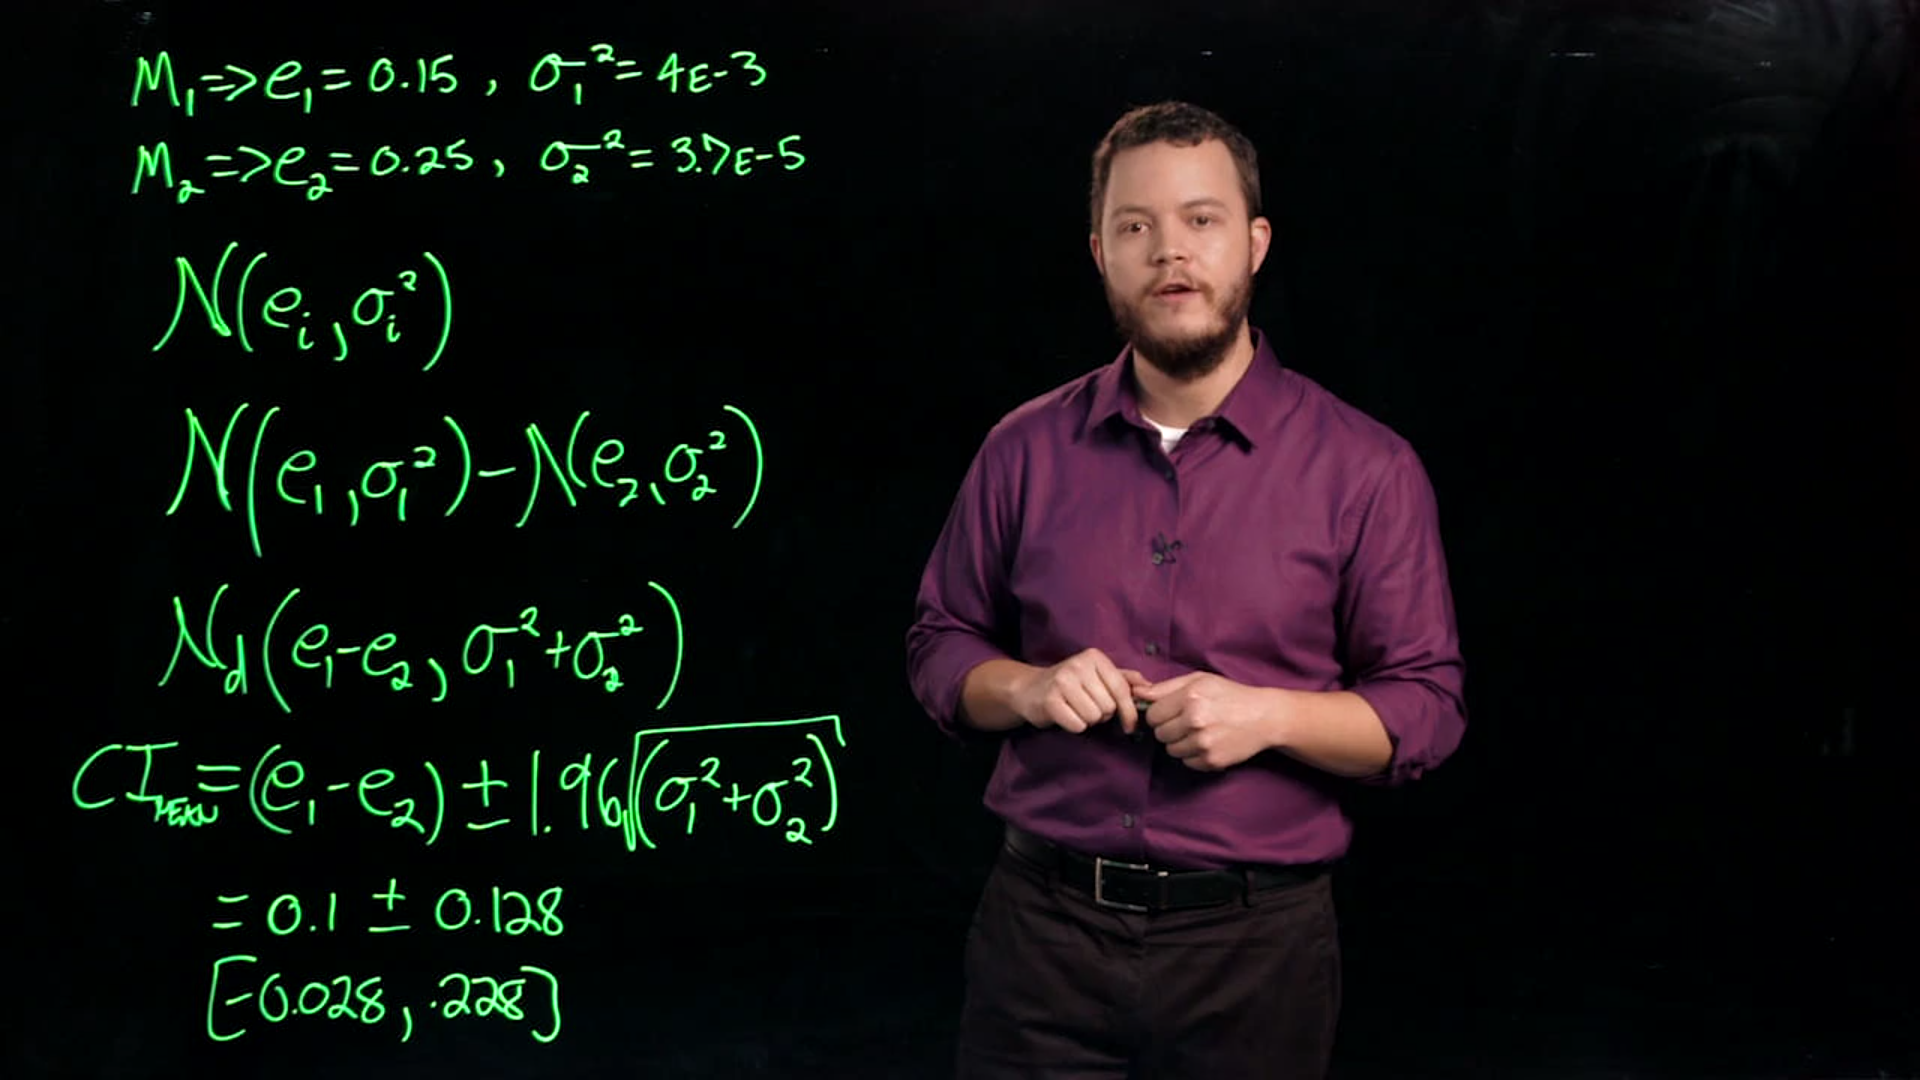 M₁ => e₁ = 0.15 , σ₁² = 4E-3
M₂ => e₂ = 0.25 , σ₂² = 3.7E-5
N(eᵢ, σᵢ²)
N(e₁, σ₁²) - N(e₂, σ₂²)
N_d(e₁-e₂, σ₁²+σ₂²)
CI_MEAN = (e₁-e₂) ± 1.96√(σ₁²+σ₂²)
= 0.1 ± 0.128
[-0.028, .228]